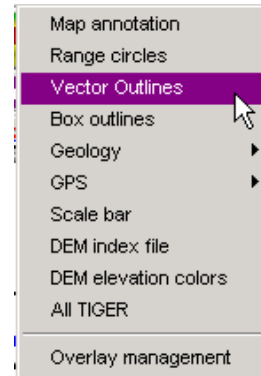 Map annotation
Range circles
Vector Outlines
Box outlines
Geology
GPS
Scale bar
DEM index file
DEM elevation colors
All TIGER
Overlay management